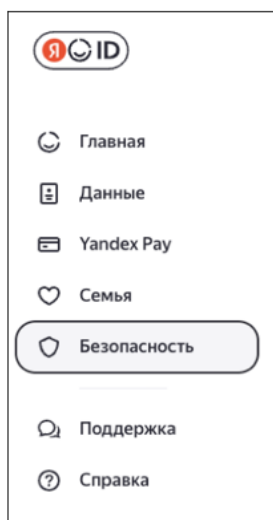 Я ID
Главная
Данные
Yandex Pay
Семья
Безопасность
Поддержка
Справка